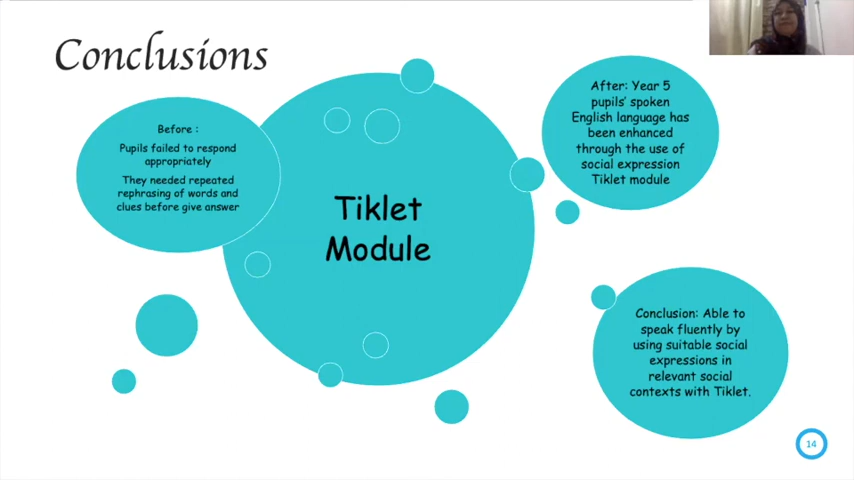 Conclusions
Before :
Pupils failed to respond
appropriately
They needed repeated
rephrasing of words and
clues before give answer
Tiklet
Module
After: Year 5
pupils’ spoken
English language has
been enhanced
through the use of
social expression
Tiklet module
Conclusion: Able to
speak fluently by
using suitable social
expressions in
relevant social
contexts with Tiklet.
14